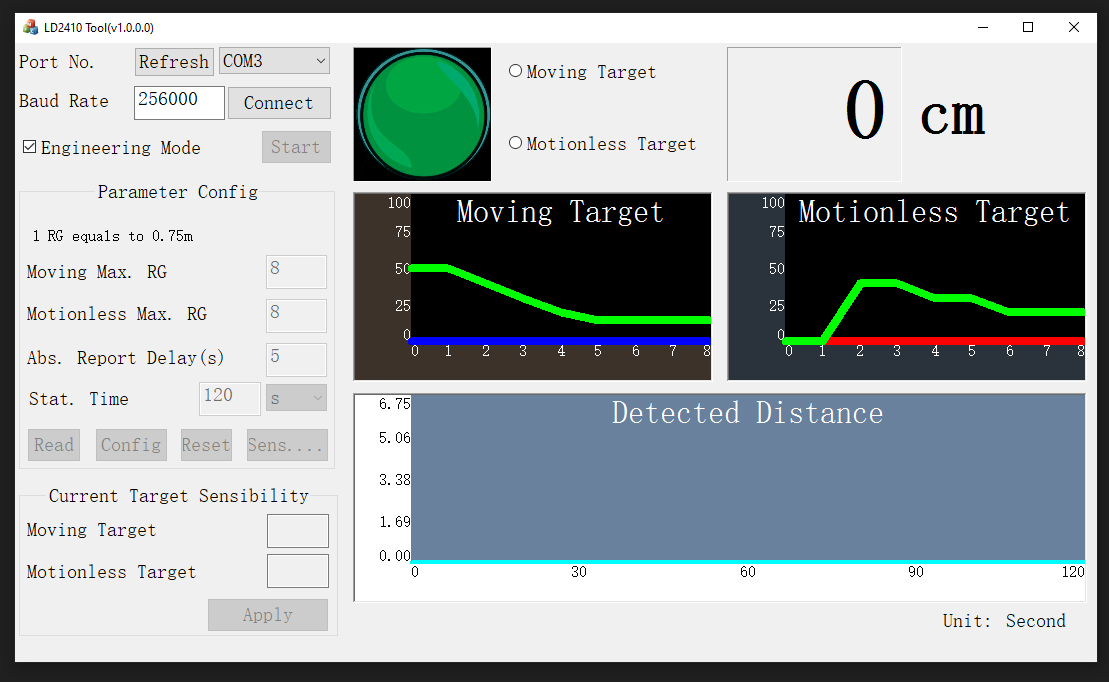 LD2410 Tool(v1.0.0.0)
Port No. Refresh COM3
Baud Rate 256000 Connect
Engineering Mode Start
Parameter Config
1 RG equals to 0.75m
Moving Max. RG 8
Motionless Max. RG 8
Abs. Report Delay(s) 5
Stat. Time 120 s
Read Config Reset Sens....
Current Target Sensibility
Moving Target
Motionless Target
Apply
Moving Target
Motionless Target
0 cm
Moving Target
100
75
50
25
0
0 1 2 3 4 5 6 7 8
Motionless Target
100
75
50
25
0
0 1 2 3 4 5 6 7 8
Detected Distance
6.75
5.06
3.38
1.69
0.00
0 30 60 90 120
Unit: Second